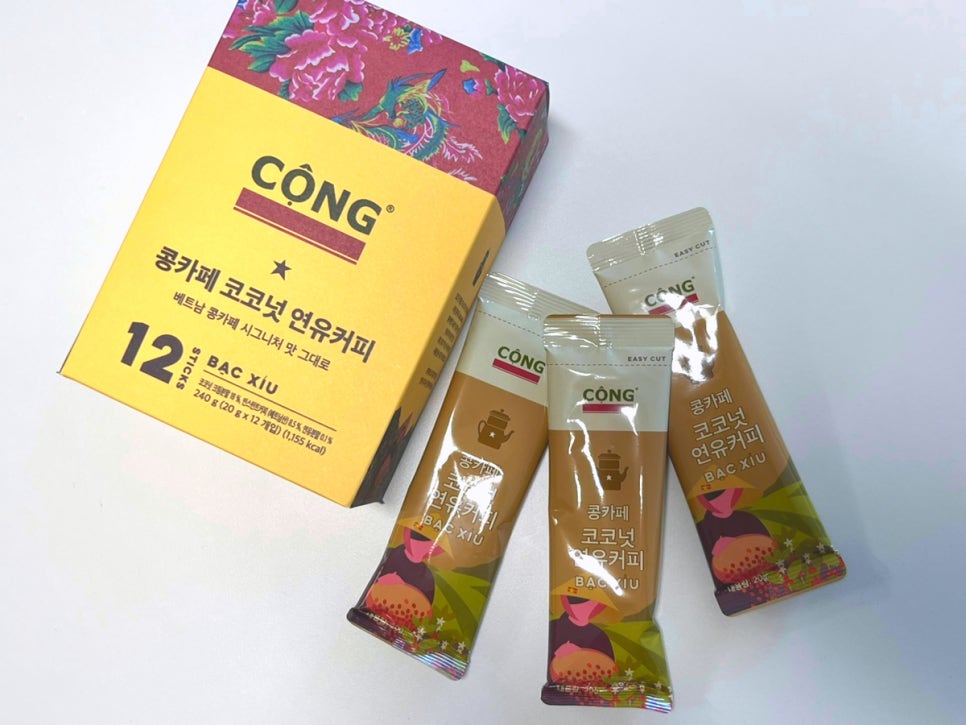 CỘNG®
콩카페 코코넛 연유커피
베트남 콩카페 시그니처 맛 그대로
12
STICKS
BẠC XỈU
240 g (20 g x 12 개입) (1,155 kcal)
CỘNG
콩카페
코코넛
연유커피
BẠC XỈU
EASY CUT
CỘNG
콩카페
코코넛
연유커피
BẠC XỈU
EASY CUT
CỘNG
콩카페
코코넛
연유커피
BẠC XỈU
내용량: 20g